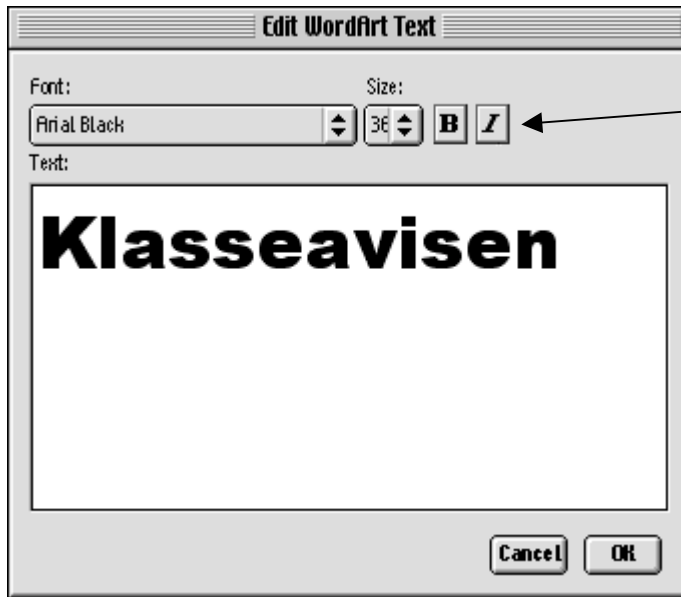 Edit WordArt Text
Font: Size:
Arial Black 36 B I
Text:
Klasseavisen
Cancel OK